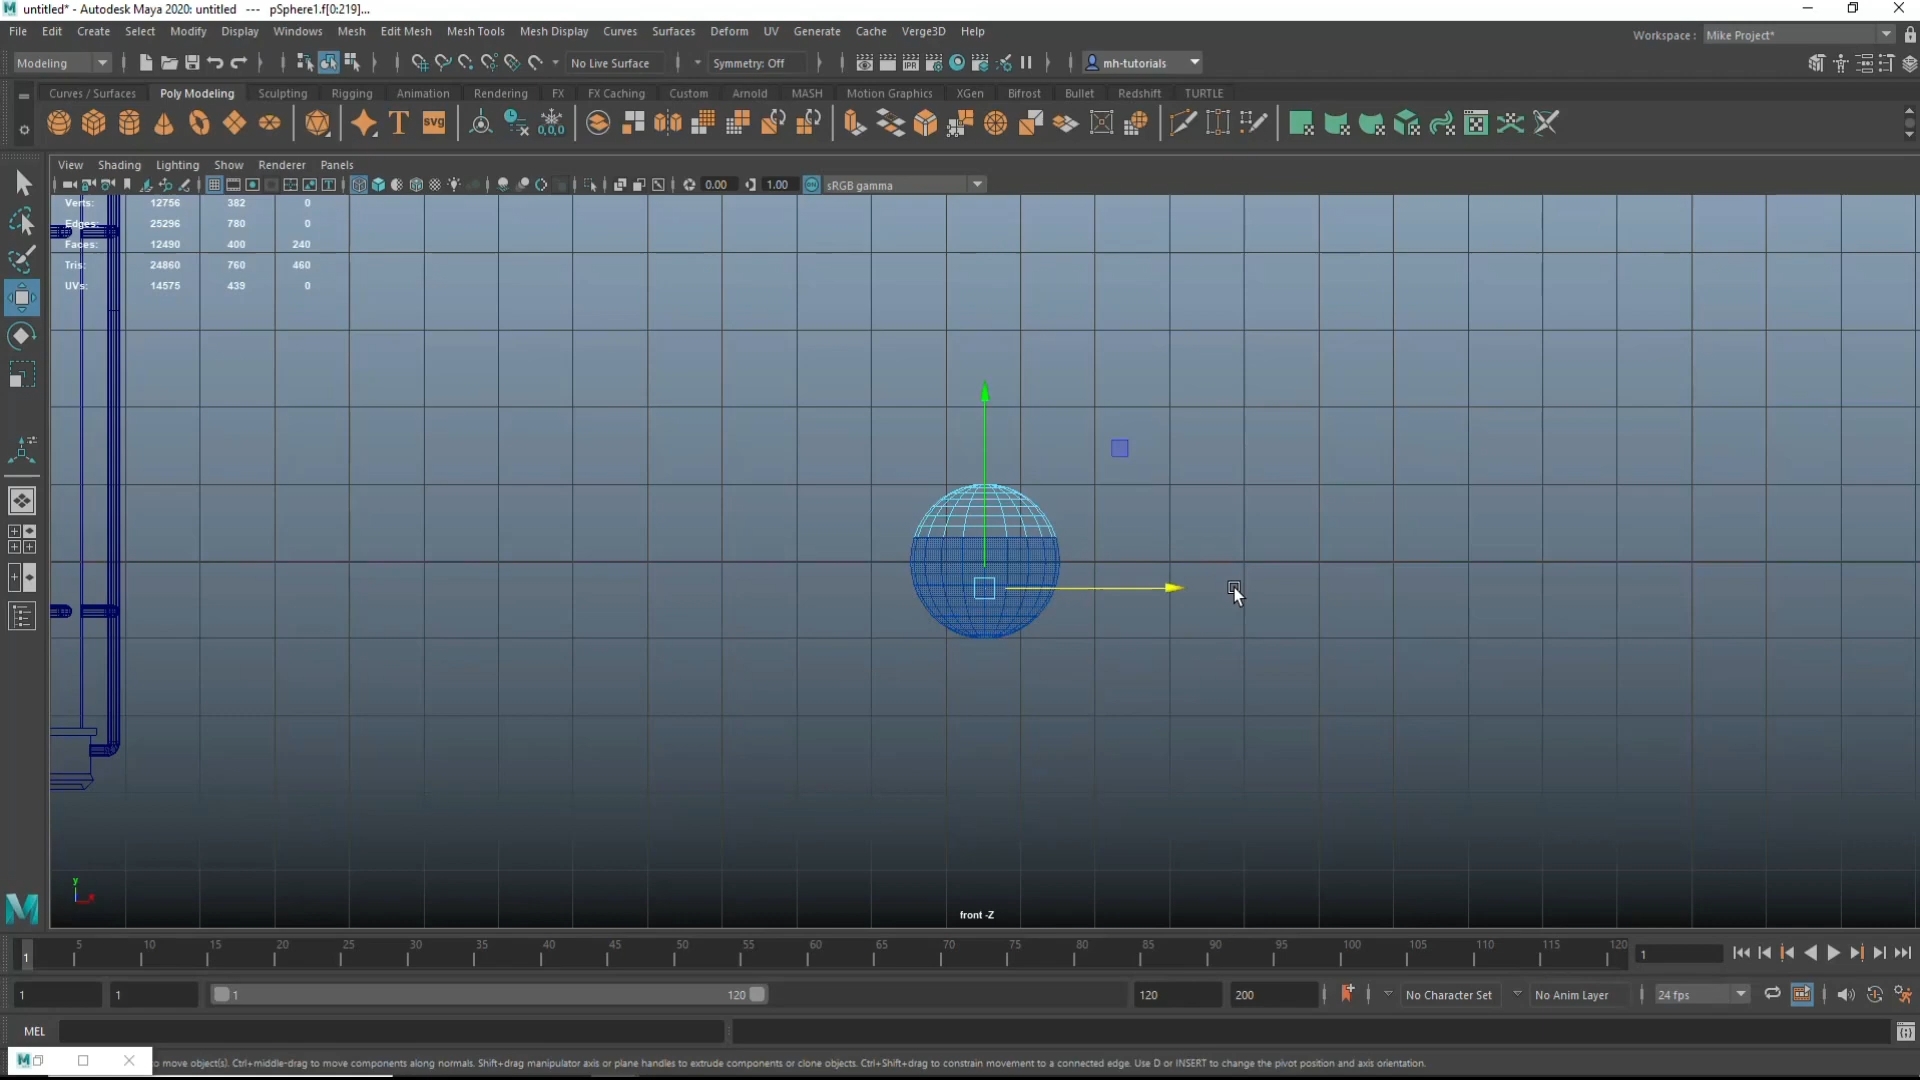 untitled* - Autodesk Maya 2020: untitled --- pSphere1.f[0:219]...
File Edit Create Select Modify Display Windows Mesh Edit Mesh Mesh Tools Mesh Display Curves Surfaces Deform UV Generate Cache Verge3D Help Workspace: Mike Project*
Modeling No Live Surface Symmetry: Off IPR mh-tutorials
Curves / Surfaces Poly Modeling Sculpting Rigging Animation Rendering FX FX Caching Custom Arnold MASH Motion Graphics XGen Bifrost Bullet Redshift TURTLE
T svg 0,0,0
View Shading Lighting Show Renderer Panels
0.00 1.00 sRGB gamma
Verts: 12756 382 0
Edges: 25296 780 0
Faces: 12490 400 240
Tris: 24860 760 460
UVs: 14575 439 0
y
x
front -Z
5 10 15 20 25 30 35 40 45 50 55 60 65 70 75 80 85 90 95 100 105 110 115 120
1 1
1 1 1 120 120 200 No Character Set No Anim Layer 24 fps
MEL
o move object(s). Ctrl+middle-drag to move components along normals. Shift+drag manipulator axis or plane handles to extrude components or clone objects. Ctrl+Shift+drag to constrain movement to a connected edge. Use D or INSERT to change the pivot position and axis orientation.